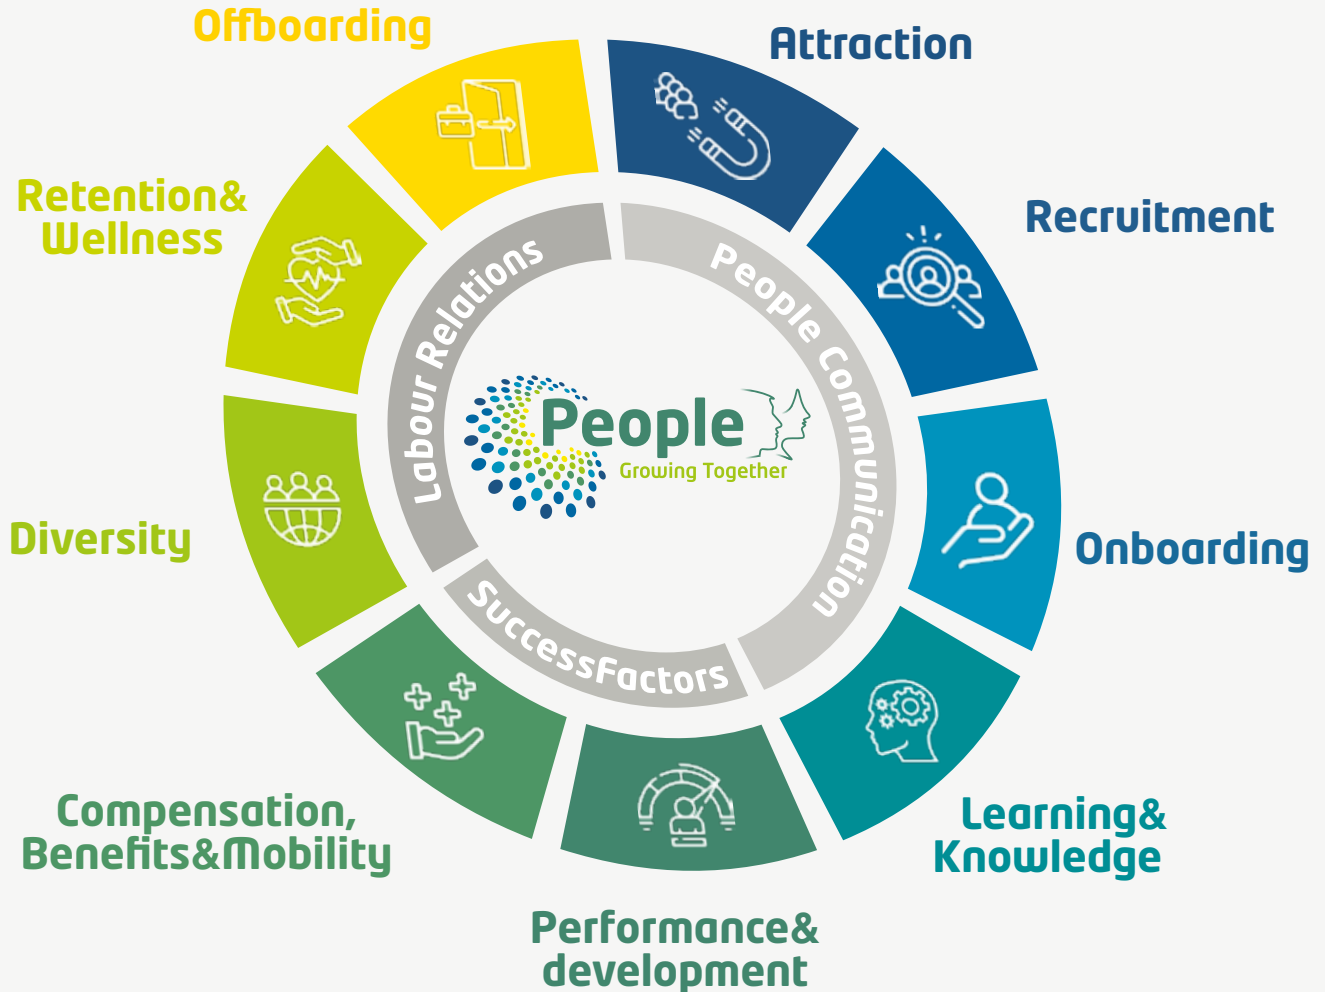 Offboarding
Attraction
Recruitment
Onboarding
Learning&
Knowledge
Performance&
development
Compensation,
Benefits&Mobility
Diversity
Retention&
Wellness
Labour Relations
People Communication
SuccessFactors
People
Growing Together